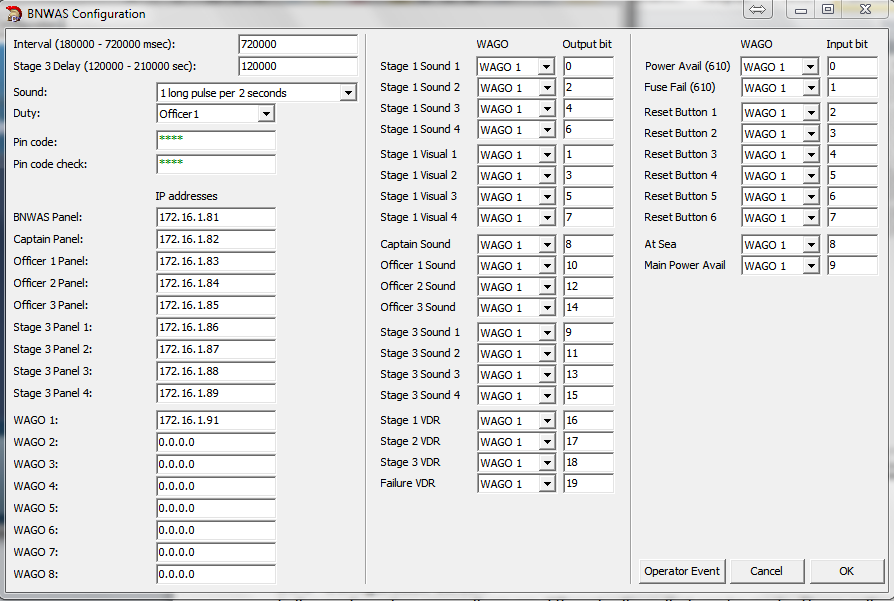 BNWAS Configuration
Interval (180000 - 720000 msec): 720000
Stage 3 Delay (120000 - 210000 sec): 120000
Sound: 1 long pulse per 2 seconds
Duty: Officer1
Pin code: ****
Pin code check: ****
IP addresses
BNWAS Panel: 172.16.1.81
Captain Panel: 172.16.1.82
Officer 1 Panel: 172.16.1.83
Officer 2 Panel: 172.16.1.84
Officer 3 Panel: 172.16.1.85
Stage 3 Panel 1: 172.16.1.86
Stage 3 Panel 2: 172.16.1.87
Stage 3 Panel 3: 172.16.1.88
Stage 3 Panel 4: 172.16.1.89
WAGO 1: 172.16.1.91
WAGO 2: 0.0.0.0
WAGO 3: 0.0.0.0
WAGO 4: 0.0.0.0
WAGO 5: 0.0.0.0
WAGO 6: 0.0.0.0
WAGO 7: 0.0.0.0
WAGO 8: 0.0.0.0
WAGO Output bit
Stage 1 Sound 1 WAGO 1 0
Stage 1 Sound 2 WAGO 1 2
Stage 1 Sound 3 WAGO 1 4
Stage 1 Sound 4 WAGO 1 6
Stage 1 Visual 1 WAGO 1 1
Stage 1 Visual 2 WAGO 1 3
Stage 1 Visual 3 WAGO 1 5
Stage 1 Visual 4 WAGO 1 7
Captain Sound WAGO 1 8
Officer 1 Sound WAGO 1 10
Officer 2 Sound WAGO 1 12
Officer 3 Sound WAGO 1 14
Stage 3 Sound 1 WAGO 1 9
Stage 3 Sound 2 WAGO 1 11
Stage 3 Sound 3 WAGO 1 13
Stage 3 Sound 4 WAGO 1 15
Stage 1 VDR WAGO 1 16
Stage 2 VDR WAGO 1 17
Stage 3 VDR WAGO 1 18
Failure VDR WAGO 1 19
WAGO Input bit
Power Avail (610) WAGO 1 0
Fuse Fail (610) WAGO 1 1
Reset Button 1 WAGO 1 2
Reset Button 2 WAGO 1 3
Reset Button 3 WAGO 1 4
Reset Button 4 WAGO 1 5
Reset Button 5 WAGO 1 6
Reset Button 6 WAGO 1 7
At Sea WAGO 1 8
Main Power Avail WAGO 1 9
Operator Event Cancel OK